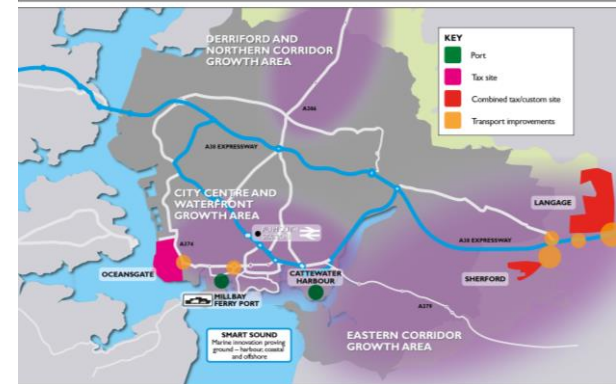 DERRIFORD AND
NORTHERN CORRIDOR
GROWTH AREA
KEY
Port
Tax site
Combined tax/custom site
Transport improvements
A386
A38 EXPRESSWAY
CITY CENTRE AND
WATERFRONT
GROWTH AREA
LANGAGE
A374
A38 EXPRESSWAY
OCEANSGATE
CATTEWATER
HARBOUR
SHERFORD
MILLBAY
FERRY PORT
A379
SMART SOUND
Marine innovation proving
ground – harbour, coastal
and offshore
EASTERN CORRIDOR
GROWTH AREA